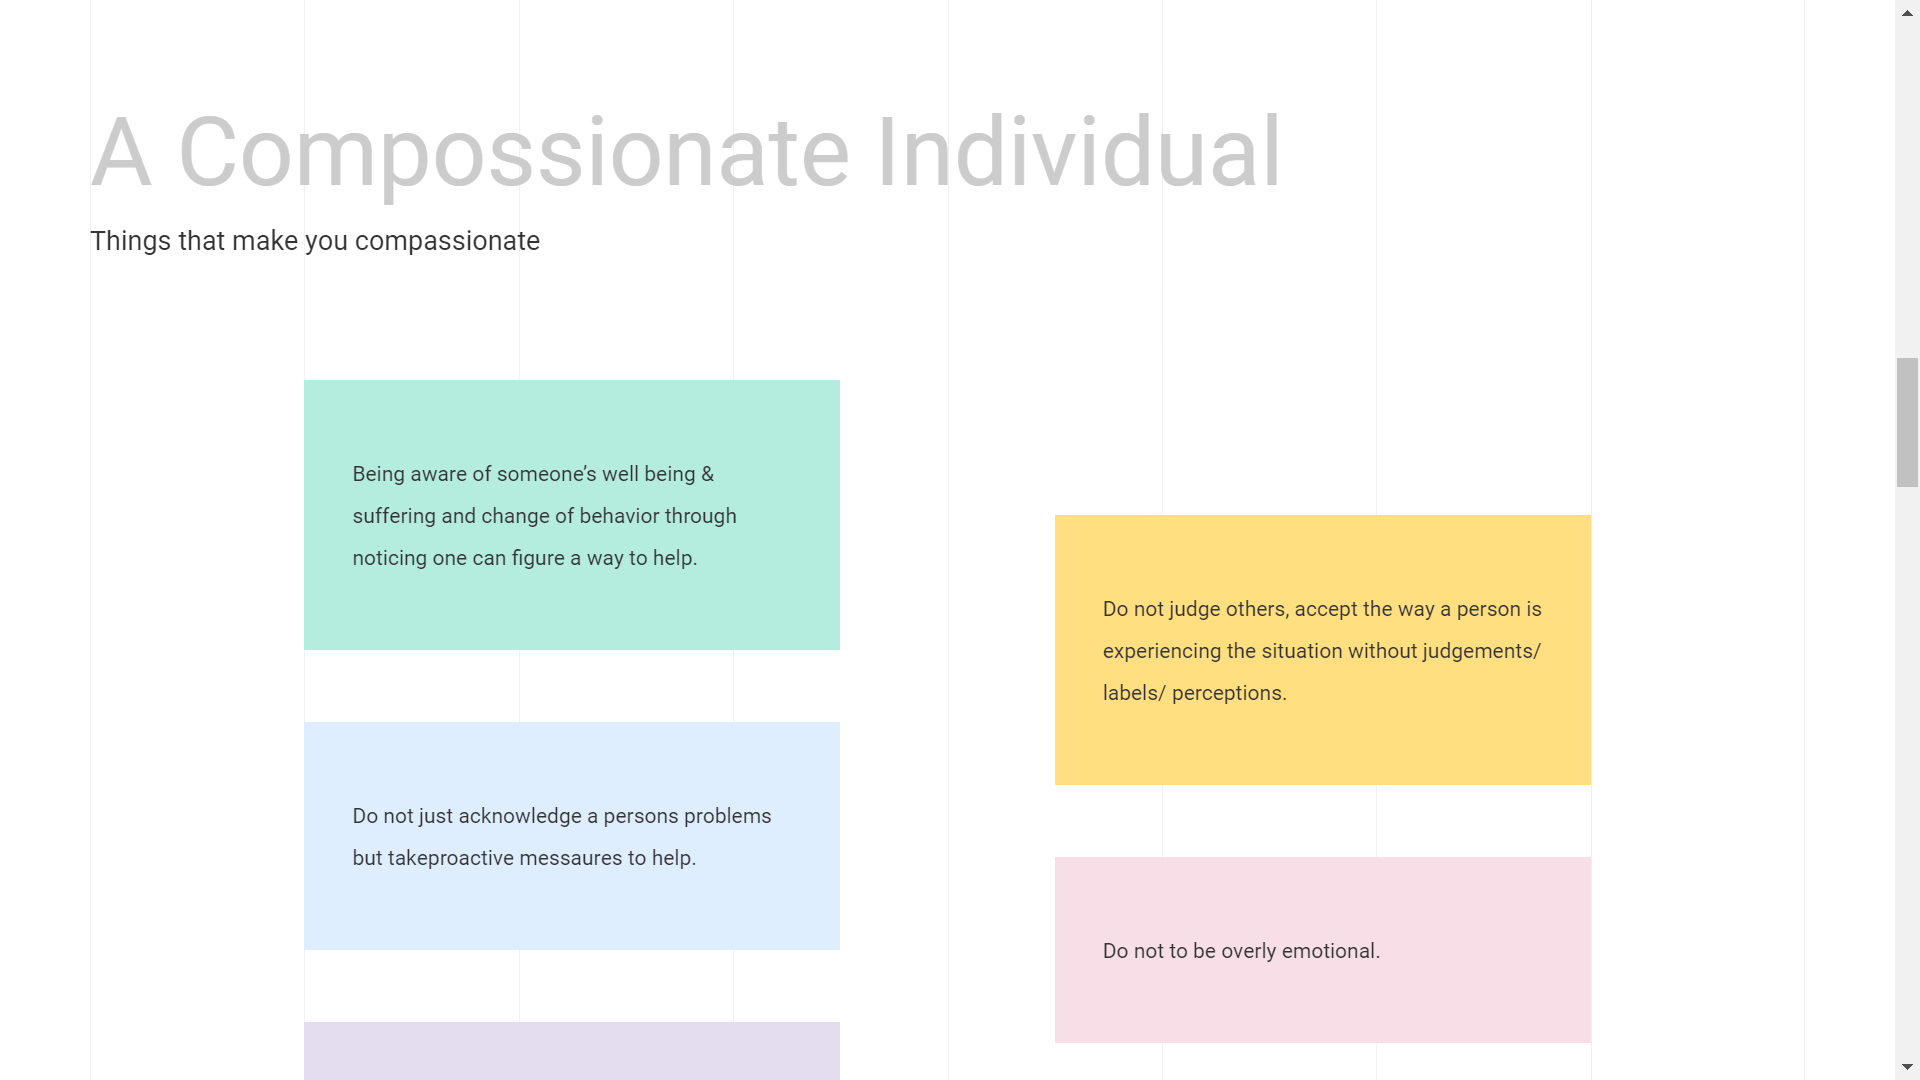 A Compossionate Individual
Things that make you compassionate
Being aware of someone’s well being &
suffering and change of behavior through
noticing one can figure a way to help.
Do not judge others, accept the way a person is
experiencing the situation without judgements/
labels/ perceptions.
Do not just acknowledge a persons problems
but takeproactive messaures to help.
Do not to be overly emotional.